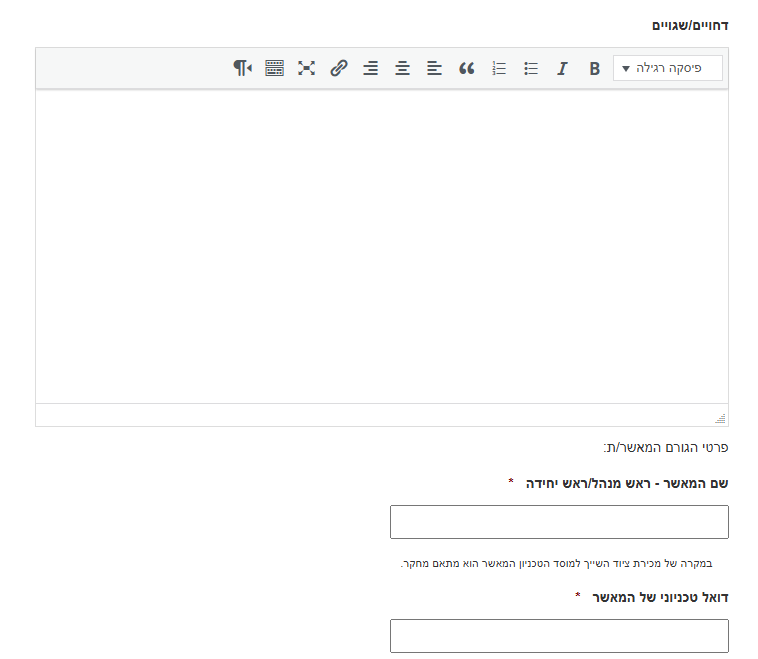 דחויים/שגויים
פיסקה רגילה
פרטי הגורם המאשר/ת:
שם המאשר - ראש מנהל/ראש יחידה *
במקרה של מכירת ציוד השייך למוסד הטכניון המאשר הוא מתאם מחקר.
דואל טכניוני של המאשר *